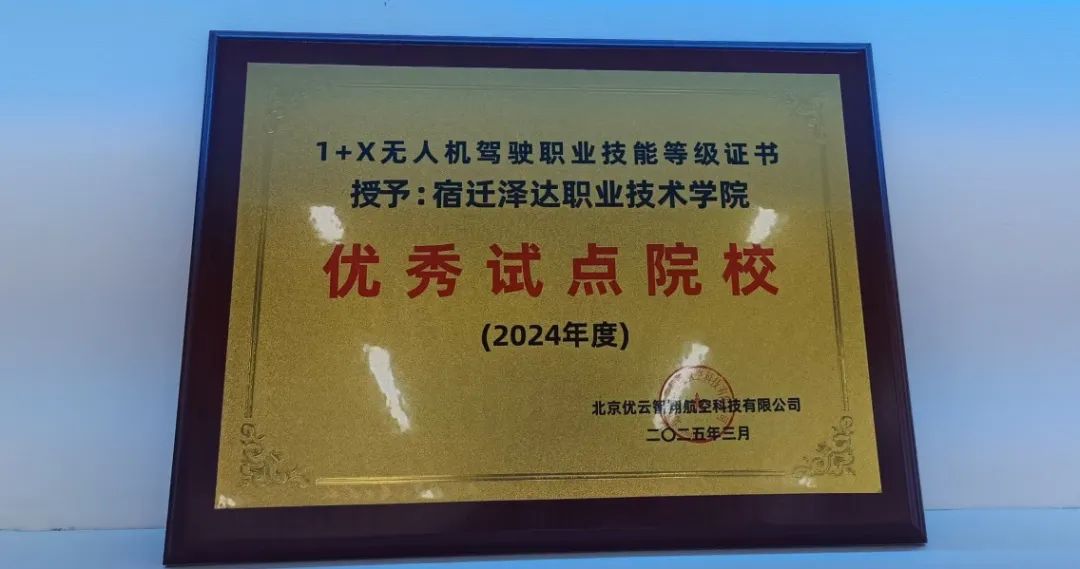 1+X无人机驾驶职业技能等级证书
授予:宿迁泽达职业技术学院
优秀试点院校
(2024年度)
北京优云智翔航空科技有限公司
二〇二五年三月